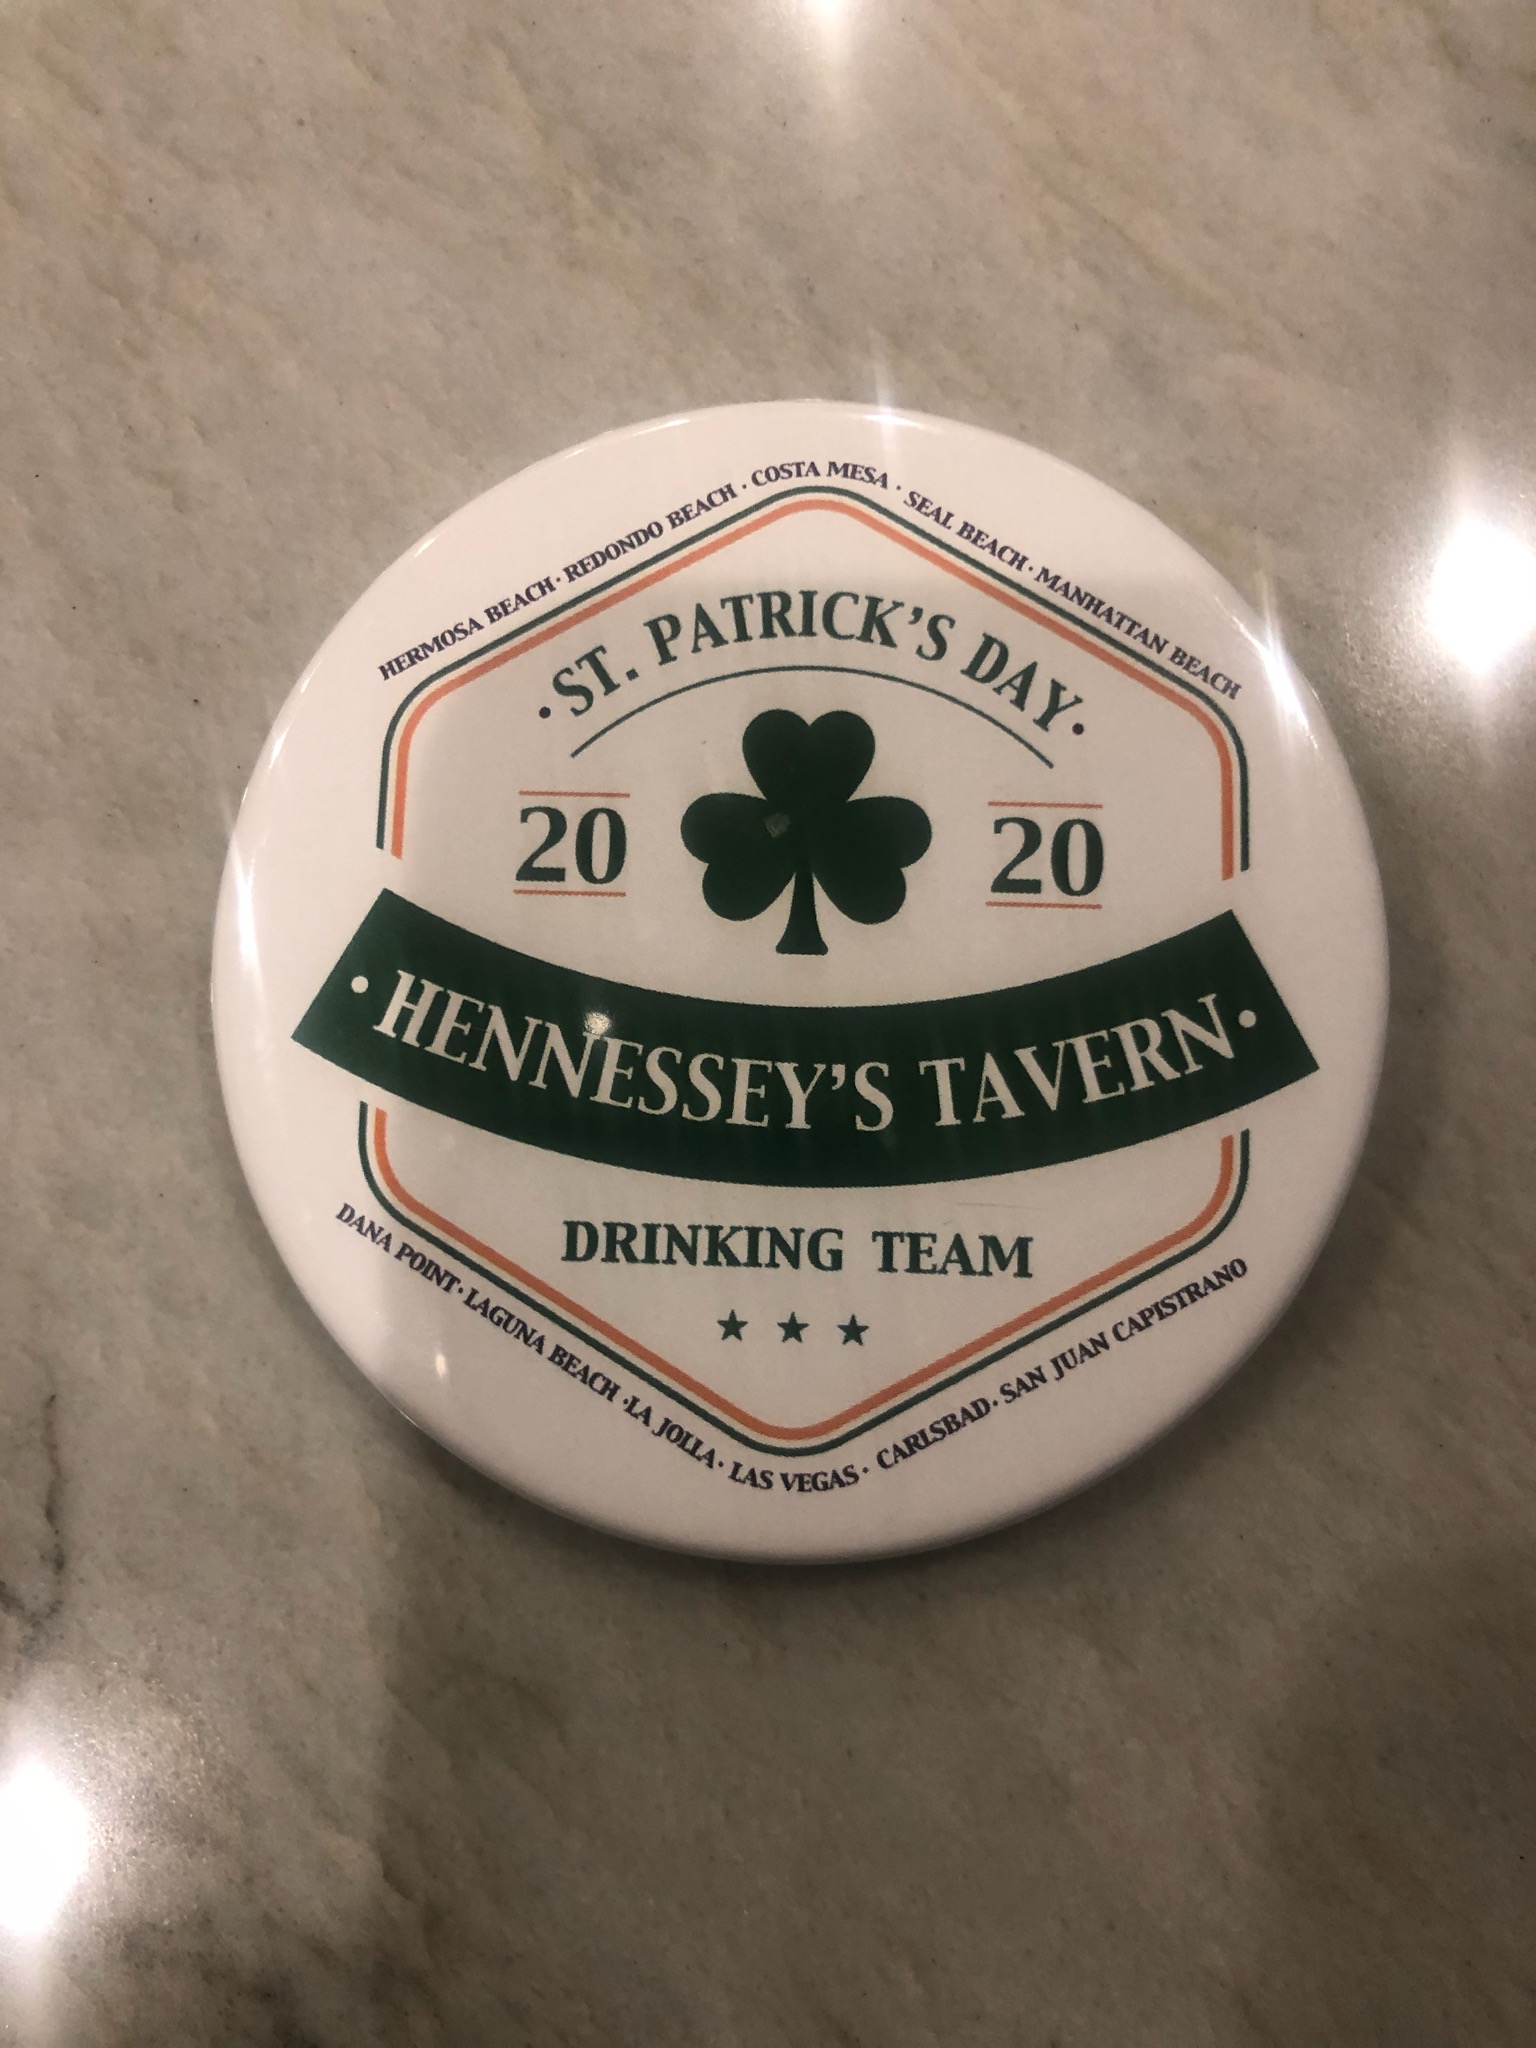 HERMOSA BEACH · REDONDO BEACH · COSTA MESA · SEAL BEACH · MANHATTAN BEACH
· ST. PATRICK'S DAY ·
20 20
· HENNESSEY'S TAVERN ·
DRINKING TEAM
DANA POINT · LAGUNA BEACH · LA JOLLA · LAS VEGAS · CARLSBAD · SAN JUAN CAPISTRANO